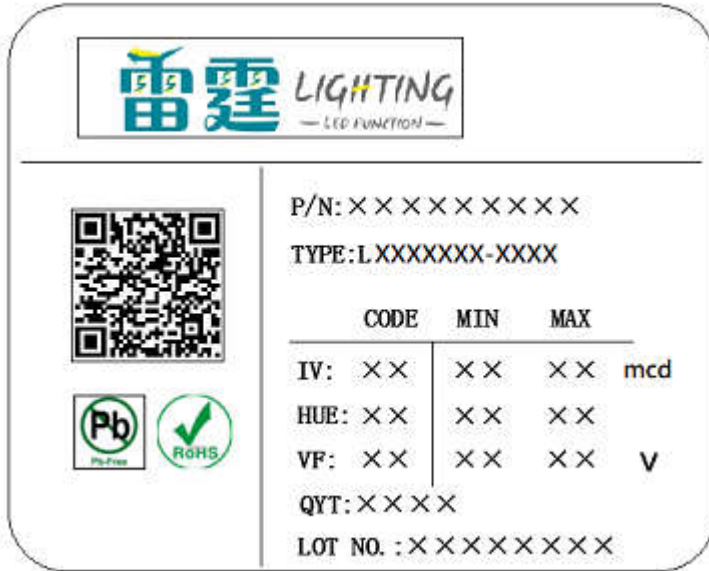 雷霆 LIGHTING
— LED FUNCTION —
P/N:×××××××××
TYPE:LXXXXXXX-XXXX
CODE MIN MAX
IV: ×× ×× ×× mcd
HUE: ×× ×× ××
VF: ×× ×× ×× V
QYT:××××
LOT NO.:××××××××
Pb
Pb-Free
RoHS